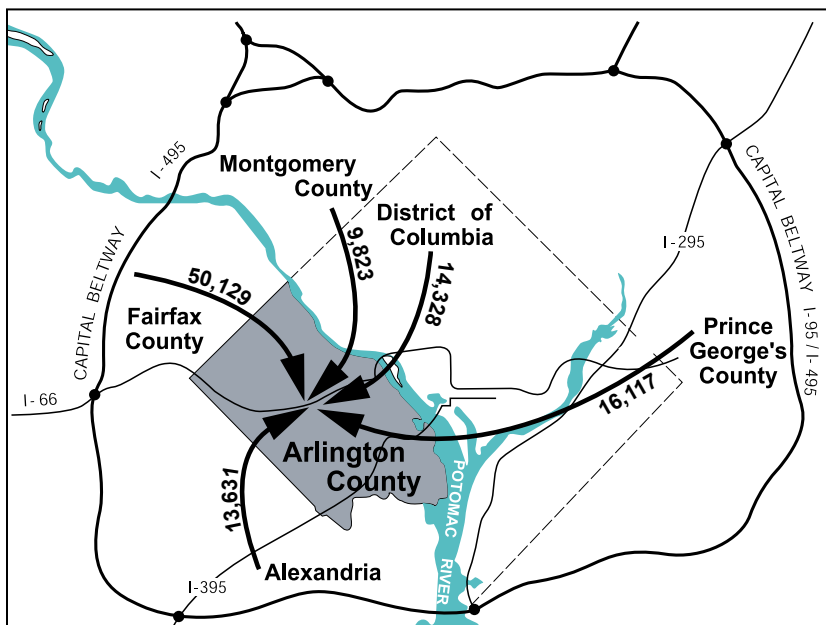 I-495
Montgomery
County
District of
Columbia
CAPITAL BELTWAY
I-295
9,823
14,328
50,129
CAPITAL BELTWAY I-95 / I-495
Fairfax
County
Prince
George's
County
I-66
16,117
Arlington
County
13,631
POTOMAC RIVER
Alexandria
I-395